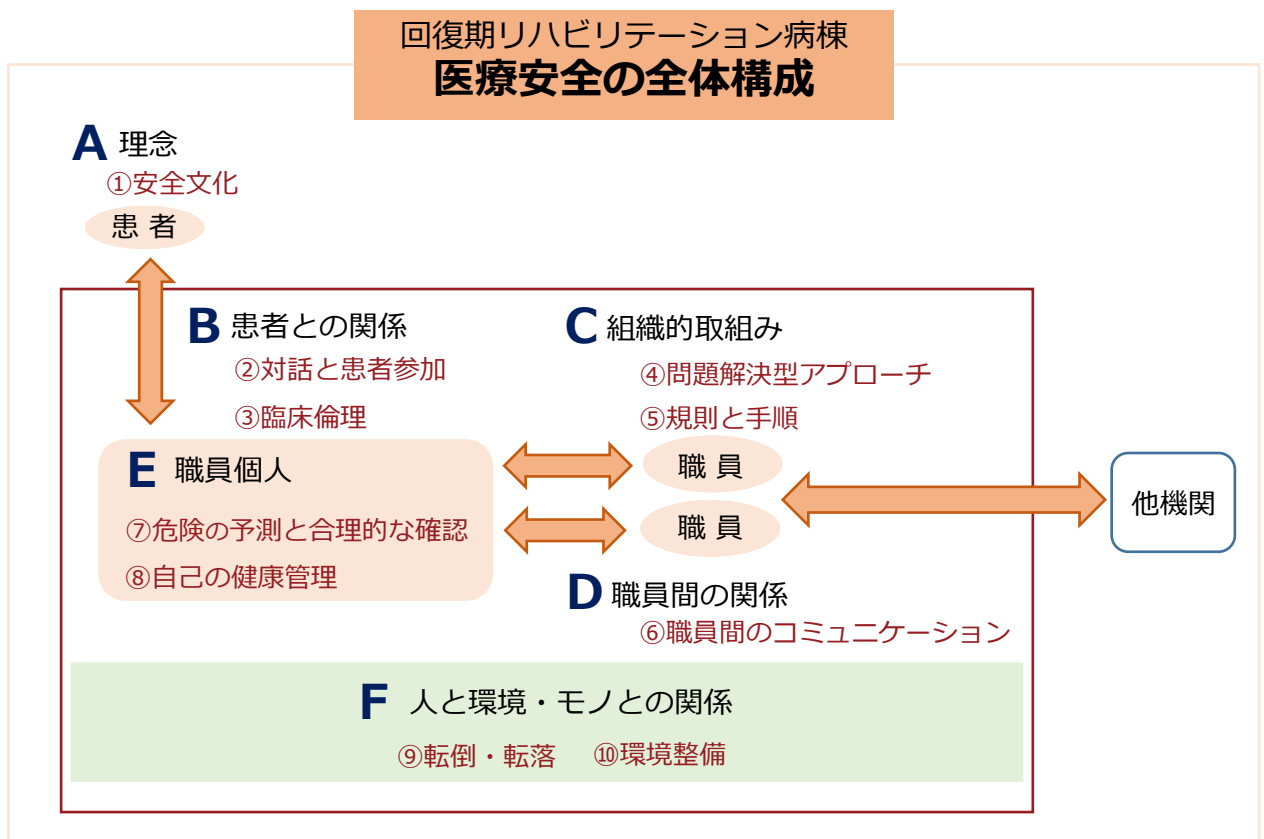 回復期リハビリテーション病棟
医療安全の全体構成
A 理念
①安全文化
患 者
B 患者との関係
②対話と患者参加
③臨床倫理
C 組織的取組み
④問題解決型アプローチ
⑤規則と手順
E 職員個人
⑦危険の予測と合理的な確認
⑧自己の健康管理
職 員
職 員
他機関
D 職員間の関係
⑥職員間のコミュニケーション
F 人と環境・モノとの関係
⑨転倒・転落 ⑩環境整備